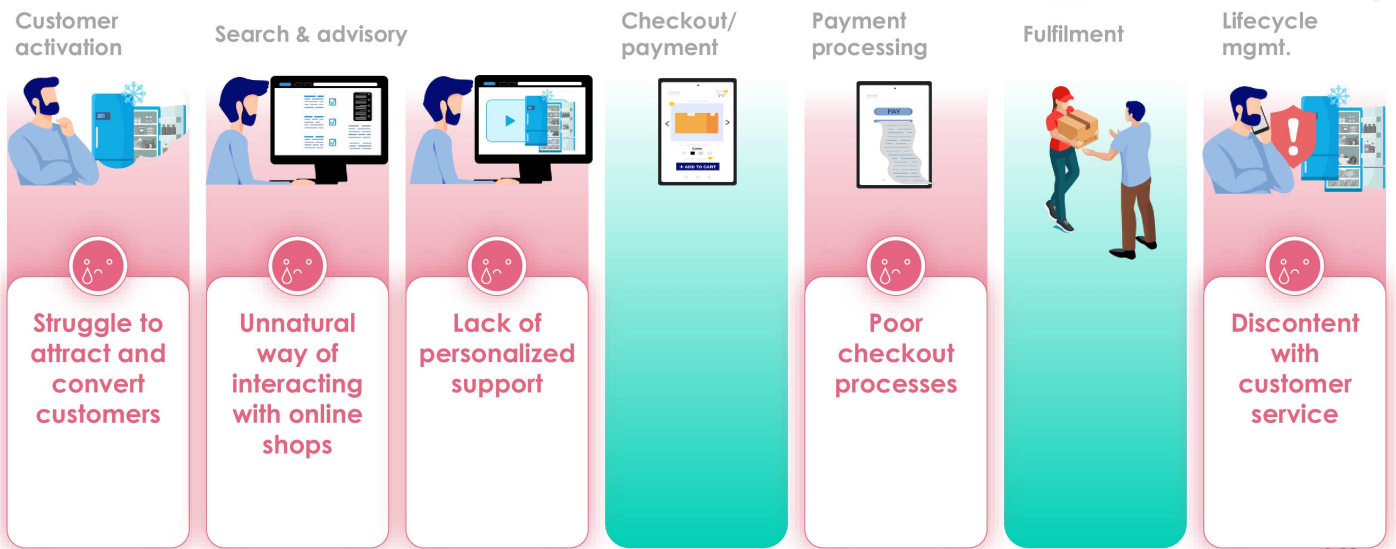 Customer
activation
Search & advisory
Checkout/
payment
Payment
processing
Fulfilment
Lifecycle
mgmt.
Color
+ ADD TO CART
PAY
Struggle to
attract and
convert
customers
Unnatural
way of
interacting
with online
shops
Lack of
personalized
support
Poor
checkout
processes
Discontent
with
customer
service